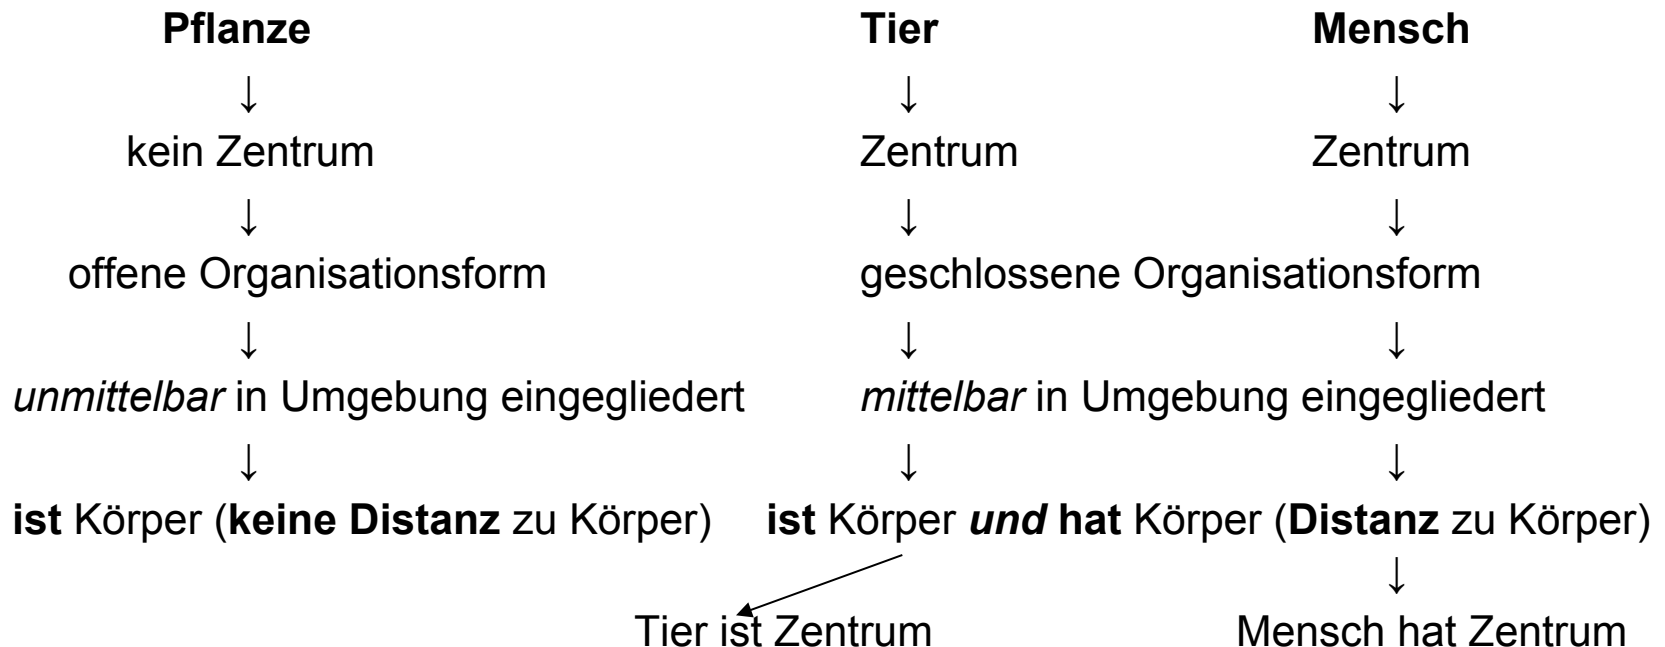 Pflanze Tier Mensch
↓ ↓ ↓
kein Zentrum Zentrum Zentrum
↓ ↓ ↓
offene Organisationsform geschlossene Organisationsform
↓ ↓ ↓
unmittelbar in Umgebung eingegliedert mittelbar in Umgebung eingegliedert
↓ ↓ ↓
ist Körper (keine Distanz zu Körper) ist Körper und hat Körper (Distanz zu Körper)
↓
Tier ist Zentrum Mensch hat Zentrum